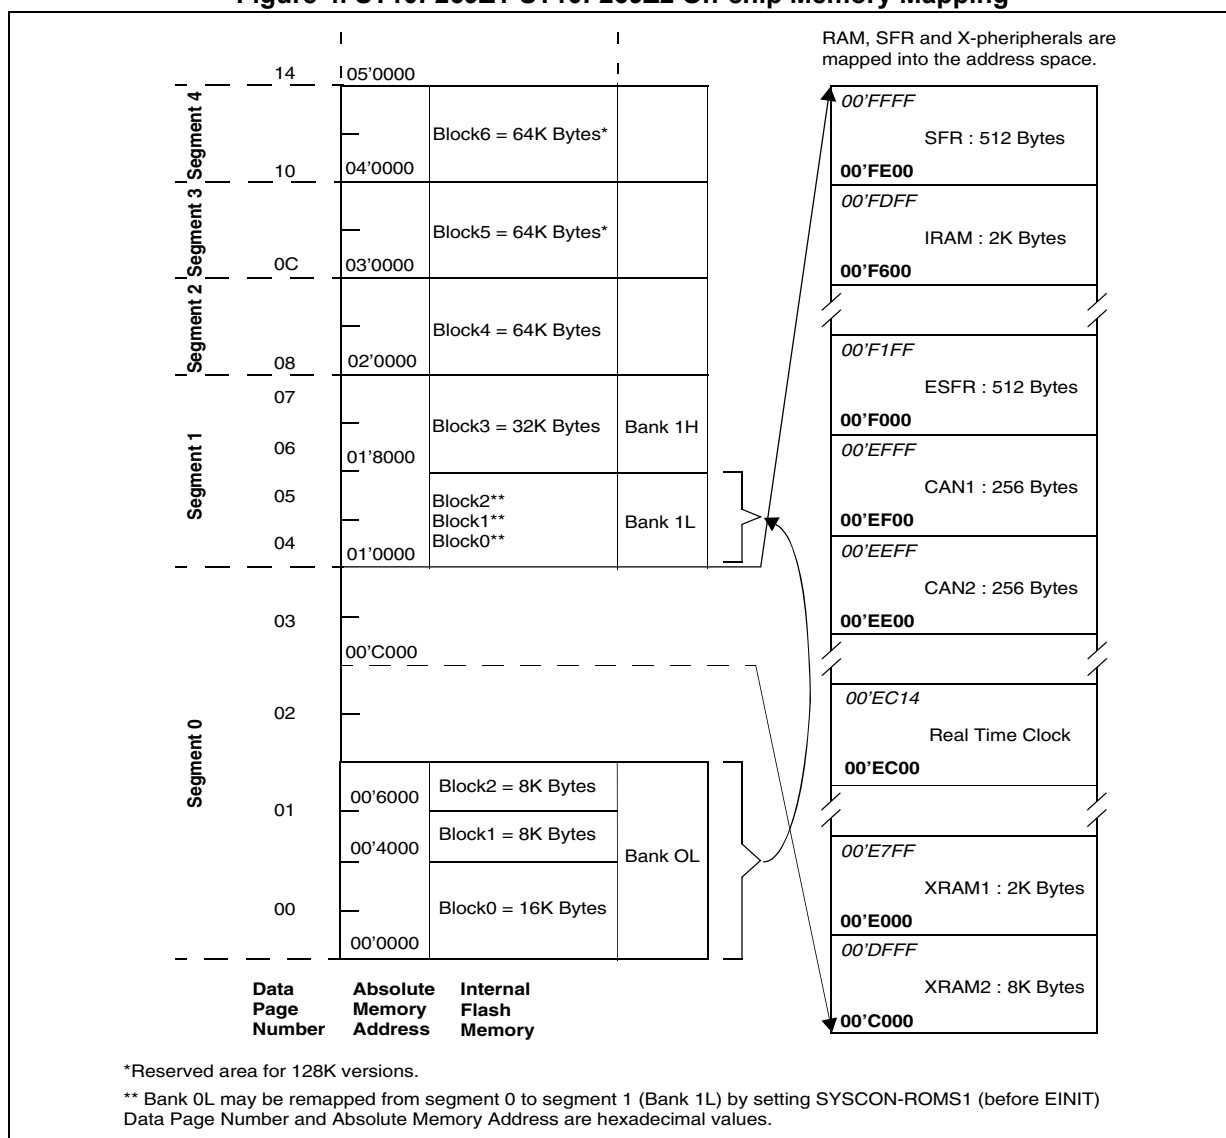 RAM, SFR and X-pheripherals are
mapped into the address space.
14
05'0000
Segment 4
Block6 = 64K Bytes*
10
04'0000
Segment 3
Block5 = 64K Bytes*
0C
03'0000
Segment 2
Block4 = 64K Bytes
08
02'0000
07
Segment 1
Block3 = 32K Bytes
Bank 1H
06
01'8000
05
Block2**
Block1**
Block0**
Bank 1L
04
01'0000
03
00'C000
02
Segment 0
Block2 = 8K Bytes
00'6000
01
Block1 = 8K Bytes
00'4000
Bank OL
00
Block0 = 16K Bytes
00'0000
Data
Page
Number
Absolute
Memory
Address
Internal
Flash
Memory
00'FFFF
SFR : 512 Bytes
00'FE00
00'FDFF
IRAM : 2K Bytes
00'F600
00'F1FF
ESFR : 512 Bytes
00'F000
00'EFFF
CAN1 : 256 Bytes
00'EF00
00'EEFF
CAN2 : 256 Bytes
00'EE00
00'EC14
Real Time Clock
00'EC00
00'E7FF
XRAM1 : 2K Bytes
00'E000
00'DFFF
XRAM2 : 8K Bytes
00'C000
*Reserved area for 128K versions.
** Bank 0L may be remapped from segment 0 to segment 1 (Bank 1L) by setting SYSCON-ROMS1 (before EINIT)
Data Page Number and Absolute Memory Address are hexadecimal values.